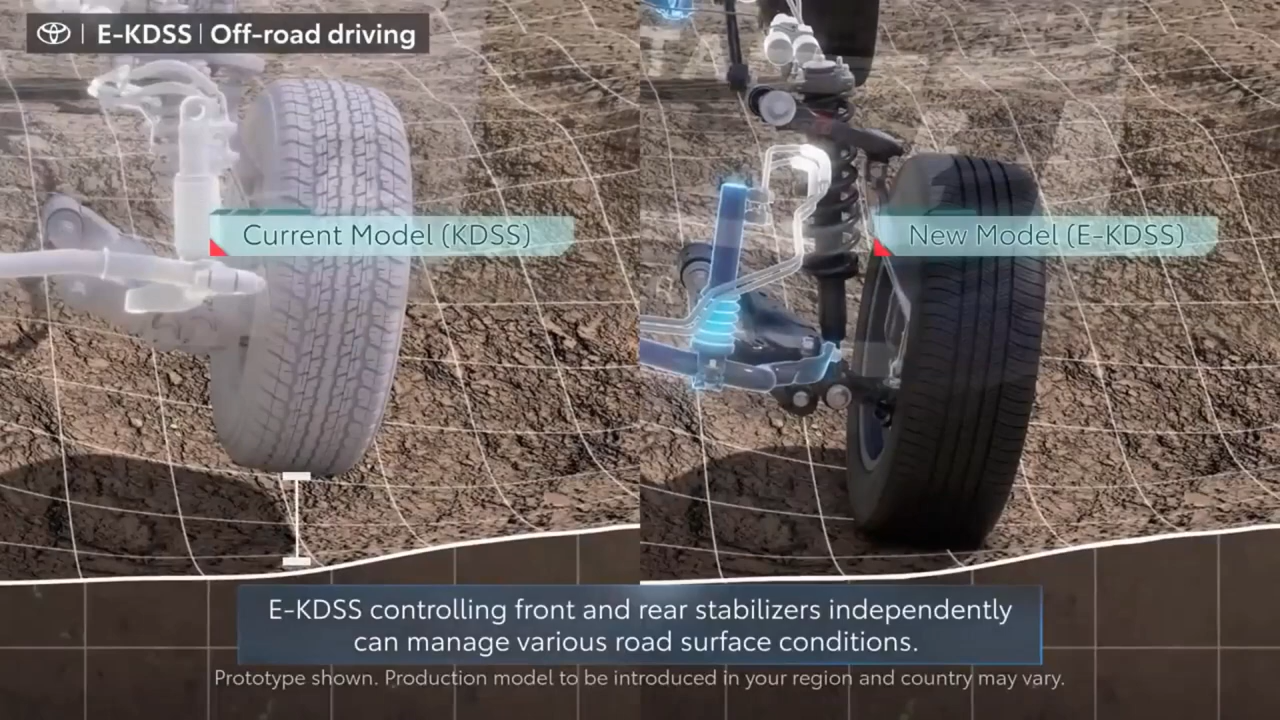 E-KDSS | Off-road driving
Current Model (KDSS)
New Model (E-KDSS)
E-KDSS controlling front and rear stabilizers independently
can manage various road surface conditions.
Prototype shown. Production model to be introduced in your region and country may vary.